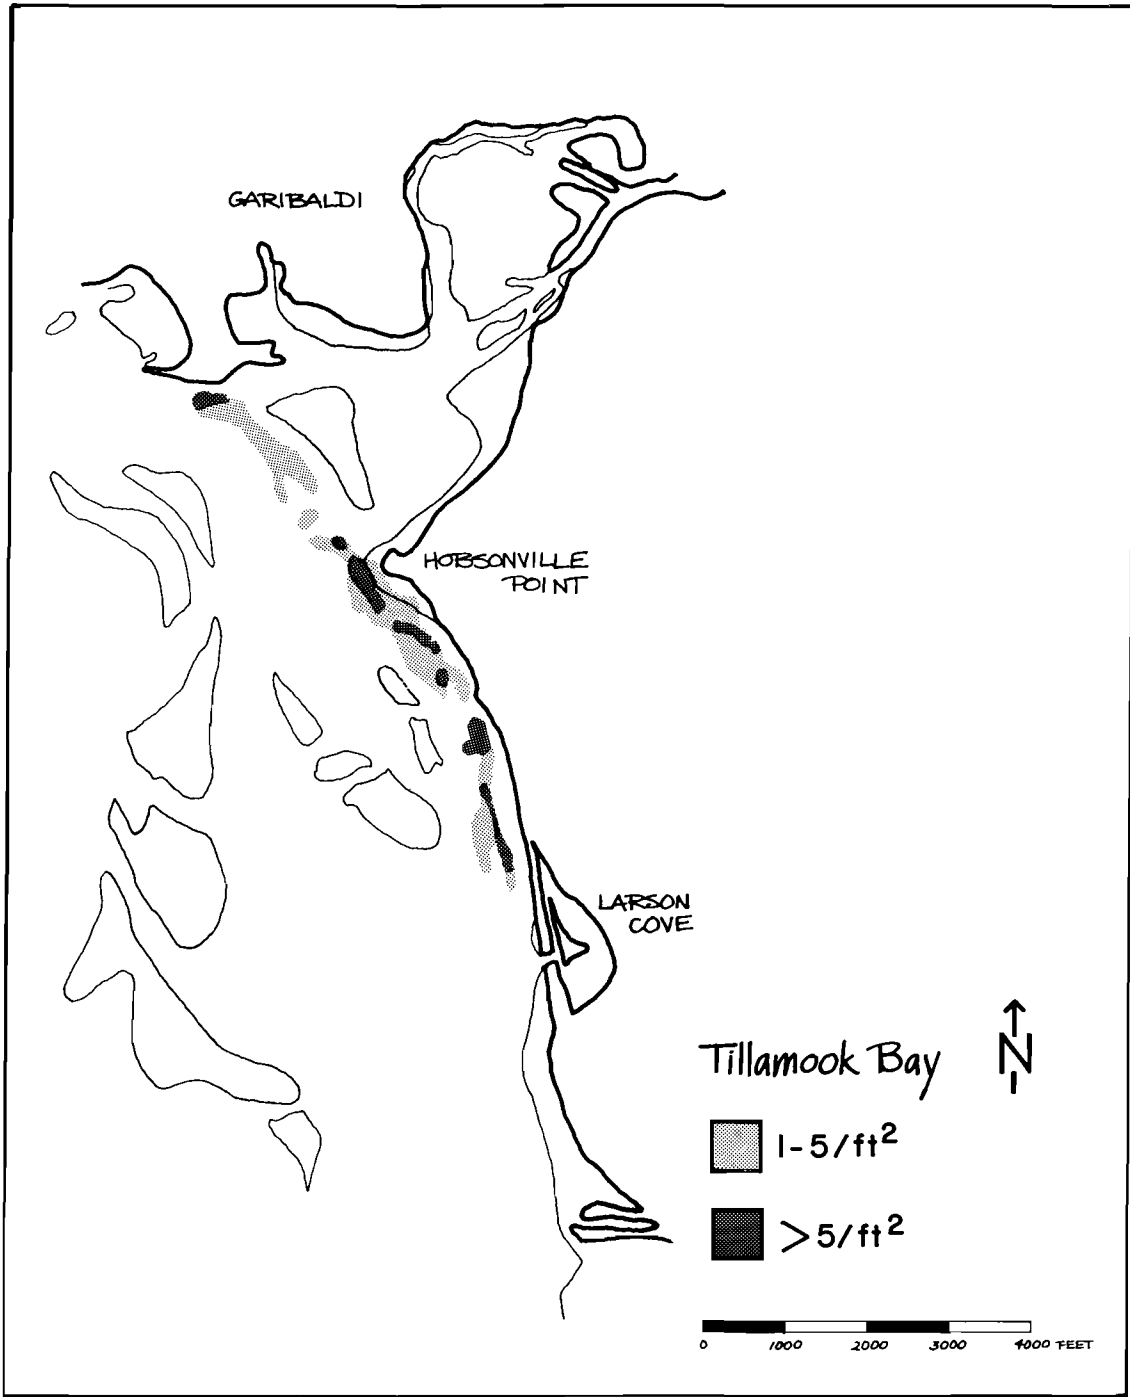 GARIBALDI
HOBSONVILLE
POINT
LARSON
COVE
Tillamook Bay
N
1-5/ft²
>5/ft²
0 1000 2000 3000 4000 FEET